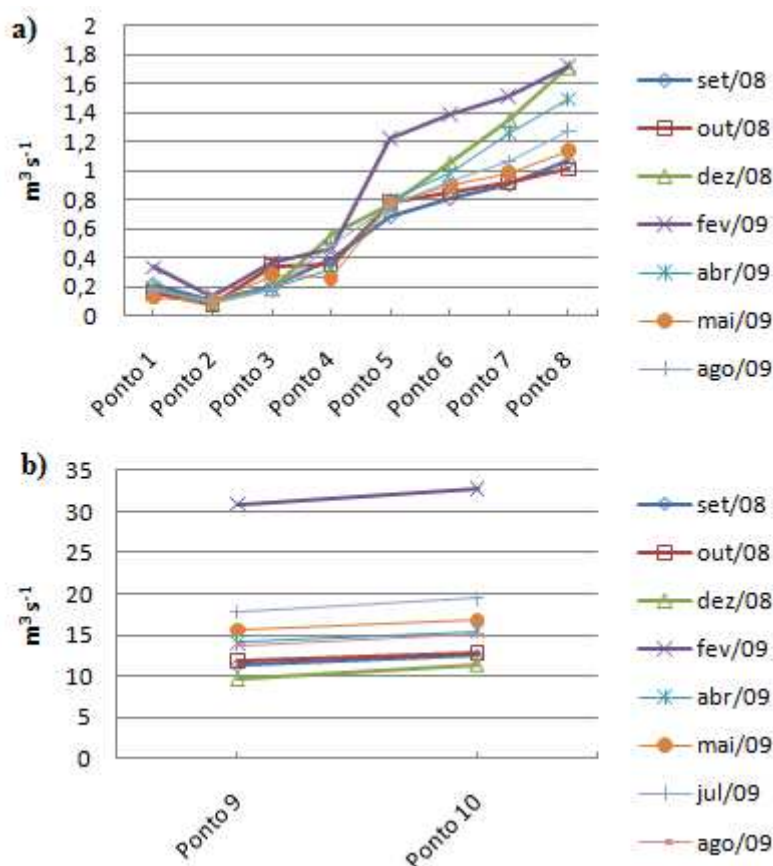 a)
m³ s⁻¹
2
1,8
1,6
1,4
1,2
1
0,8
0,6
0,4
0,2
0
Ponto 1
Ponto 2
Ponto 3
Ponto 4
Ponto 5
Ponto 6
Ponto 7
Ponto 8
set/08
out/08
dez/08
fev/09
abr/09
mai/09
ago/09
b)
m³ s⁻¹
35
30
25
20
15
10
5
0
Ponto 9
Ponto 10
set/08
out/08
dez/08
fev/09
abr/09
mai/09
jul/09
ago/09